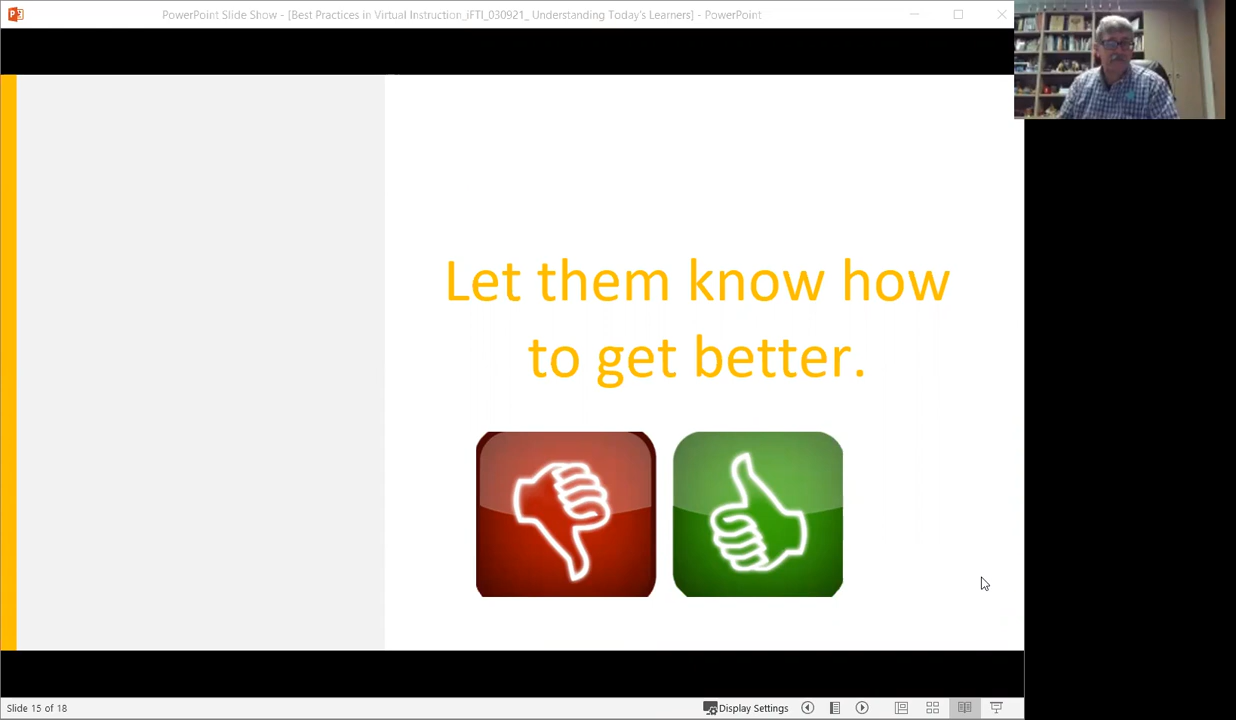 PowerPoint Slide Show - [Best Practices in Virtual Instruction_iFTI_030921_ Understanding Today's Learners] - PowerPoint
Let them know how
to get better.
Slide 15 of 18
Display Settings